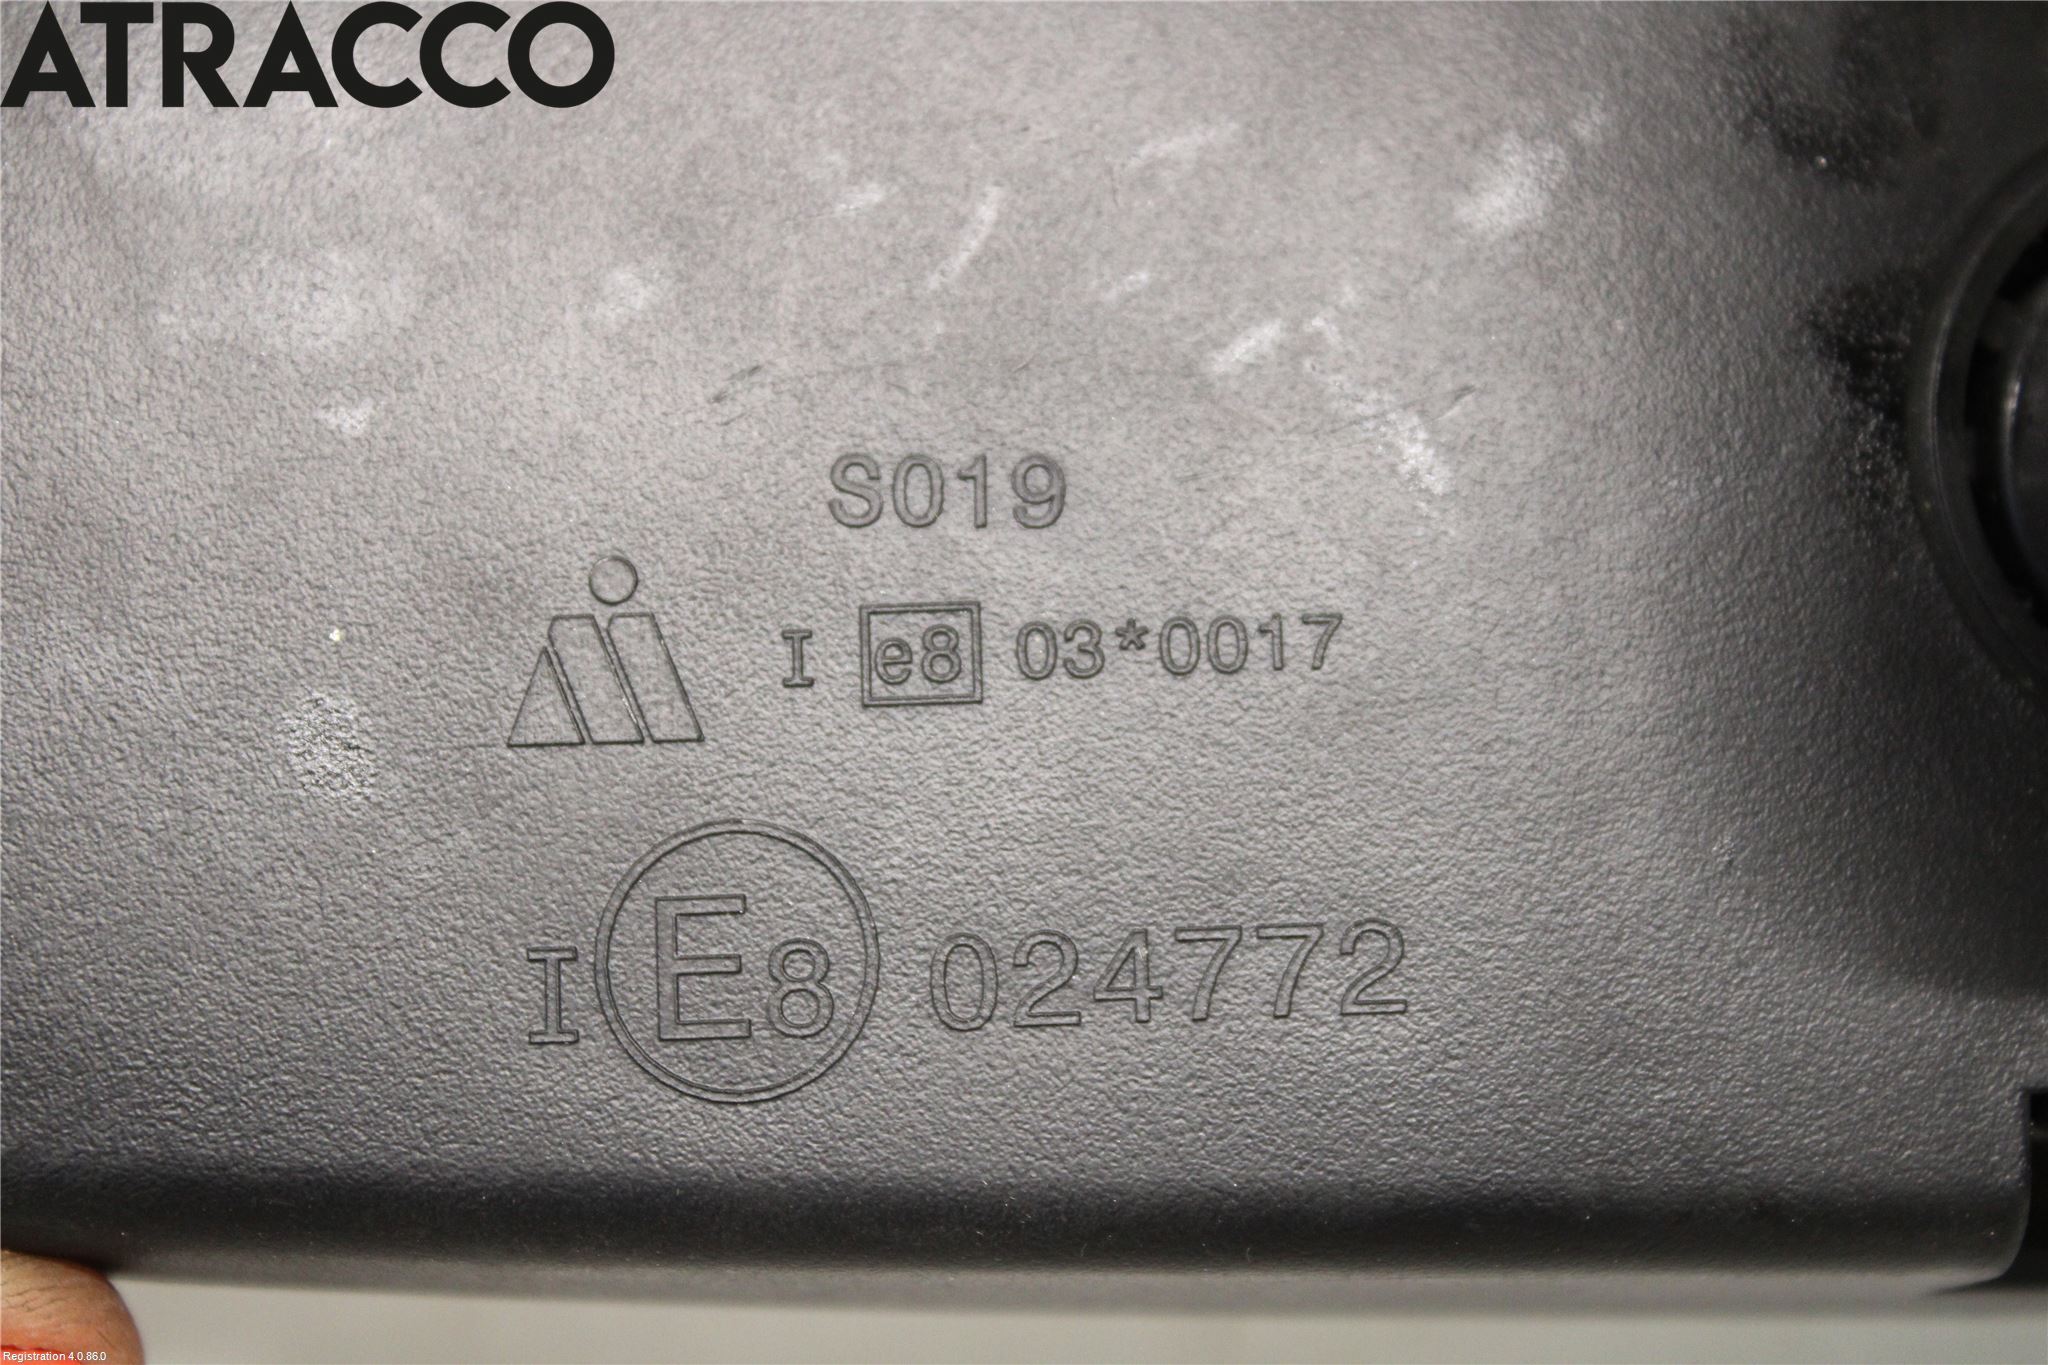 ATRACCO
S019
I e8 03*0017
I E8 024772
Registration 4.0.86.0